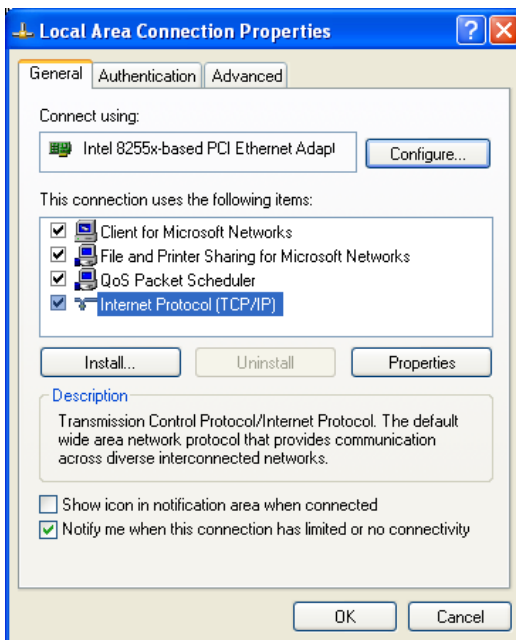 Local Area Connection Properties
General Authentication Advanced
Connect using:
Intel 8255x-based PCI Ethernet Adapt
Configure...
This connection uses the following items:
Client for Microsoft Networks
File and Printer Sharing for Microsoft Networks
QoS Packet Scheduler
Internet Protocol (TCP/IP)
Install... Uninstall Properties
Description
Transmission Control Protocol/Internet Protocol. The default
wide area network protocol that provides communication
across diverse interconnected networks.
Show icon in notification area when connected
Notify me when this connection has limited or no connectivity
OK Cancel